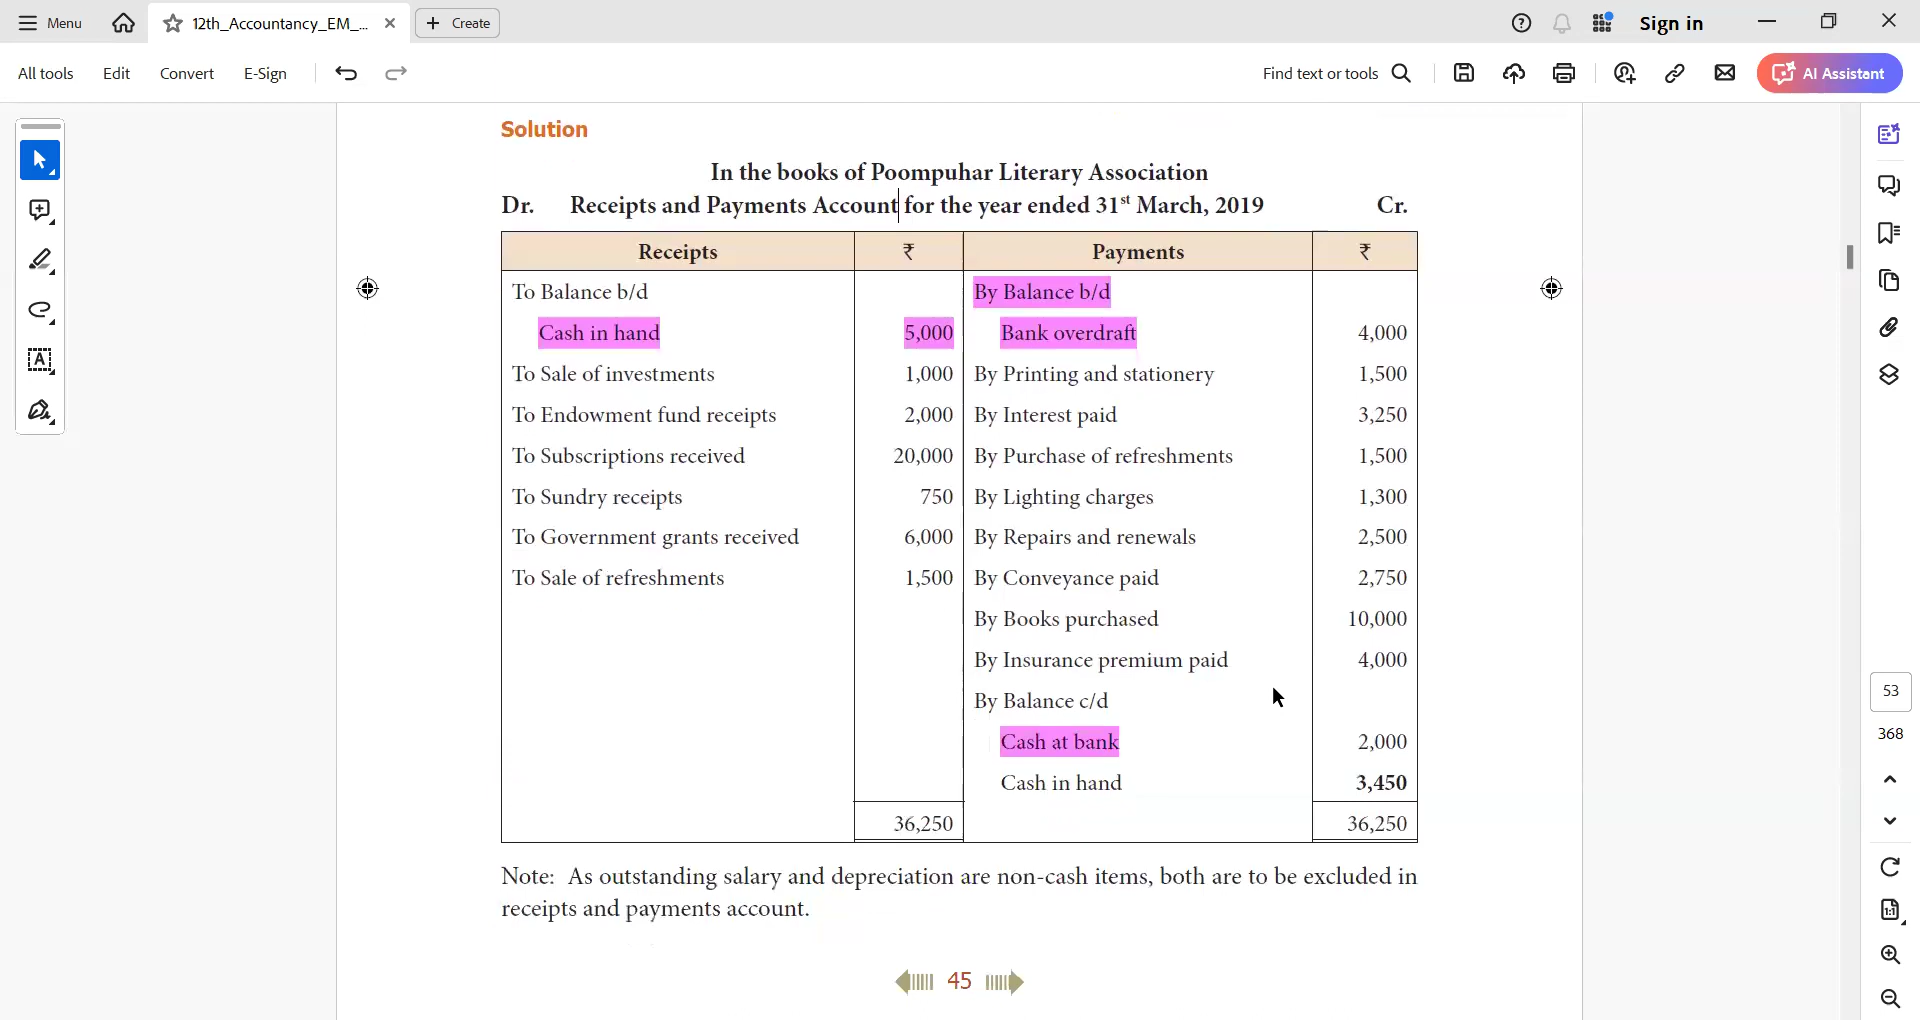 Menu
12th_Accountancy_EM_...
Create
Sign in
All tools Edit Convert E-Sign
Find text or tools
AI Assistant
Solution
In the books of Poompuhar Literary Association
Dr. Receipts and Payments Account for the year ended 31st March, 2019 Cr.
Receipts ₹ Payments ₹
To Balance b/d By Balance b/d
Cash in hand 5,000 Bank overdraft 4,000
To Sale of investments 1,000 By Printing and stationery 1,500
To Endowment fund receipts 2,000 By Interest paid 3,250
To Subscriptions received 20,000 By Purchase of refreshments 1,500
To Sundry receipts 750 By Lighting charges 1,300
To Government grants received 6,000 By Repairs and renewals 2,500
To Sale of refreshments 1,500 By Conveyance paid 2,750
By Books purchased 10,000
By Insurance premium paid 4,000
By Balance c/d
Cash at bank 2,000
Cash in hand 3,450
36,250 36,250
Note: As outstanding salary and depreciation are non-cash items, both are to be excluded in
receipts and payments account.
45
53
368